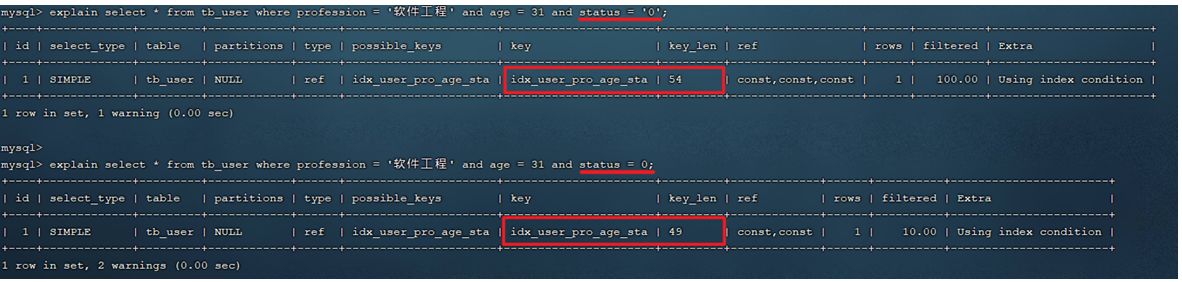 mysql> explain select * from tb_user where profession = '软件工程' and age = 31 and status = '0';
+----+-------------+---------+------------+------+----------------------+----------------------+---------+-------------------+------+----------+-----------------------+
| id | select_type | table | partitions | type | possible_keys | key | key_len | ref | rows | filtered | Extra |
+----+-------------+---------+------------+------+----------------------+----------------------+---------+-------------------+------+----------+-----------------------+
| 1 | SIMPLE | tb_user | NULL | ref | idx_user_pro_age_sta | idx_user_pro_age_sta | 54 | const,const,const | 1 | 100.00 | Using index condition |
+----+-------------+---------+------------+------+----------------------+----------------------+---------+-------------------+------+----------+-----------------------+
1 row in set, 1 warning (0.00 sec)
mysql>
mysql> explain select * from tb_user where profession = '软件工程' and age = 31 and status = 0;
+----+-------------+---------+------------+------+----------------------+----------------------+---------+-------------+------+----------+-----------------------+
| id | select_type | table | partitions | type | possible_keys | key | key_len | ref | rows | filtered | Extra |
+----+-------------+---------+------------+------+----------------------+----------------------+---------+-------------+------+----------+-----------------------+
| 1 | SIMPLE | tb_user | NULL | ref | idx_user_pro_age_sta | idx_user_pro_age_sta | 49 | const,const | 1 | 10.00 | Using index condition |
+----+-------------+---------+------------+------+----------------------+----------------------+---------+-------------+------+----------+-----------------------+
1 row in set, 2 warnings (0.00 sec)